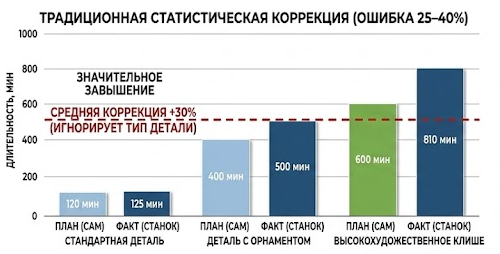 ТРАДИЦИОННАЯ СТАТИСТИЧЕСКАЯ КОРРЕКЦИЯ (ОШИБКА 25–40%)
ДЛИТЕЛЬНОСТЬ, МИН
1000
800
600
400
200
0
ЗНАЧИТЕЛЬНОЕ
ЗАВЫШЕНИЕ
СРЕДНЯЯ КОРРЕКЦИЯ +30%
(ИГНОРИРУЕТ ТИП ДЕТАЛИ)
120 МИН
125 МИН
400 МИН
500 МИН
600 МИН
810 МИН
ПЛАН (CAM) ФАКТ (СТАНОК) ПЛАН (CAM) ФАКТ (СТАНОК) ПЛАН (CAM) ФАКТ (СТАНОК)
СТАНДАРТНАЯ ДЕТАЛЬ ДЕТАЛЬ С ОРНАМЕНТОМ ВЫСОКОХУДОЖЕСТВЕННОЕ КЛИШЕ